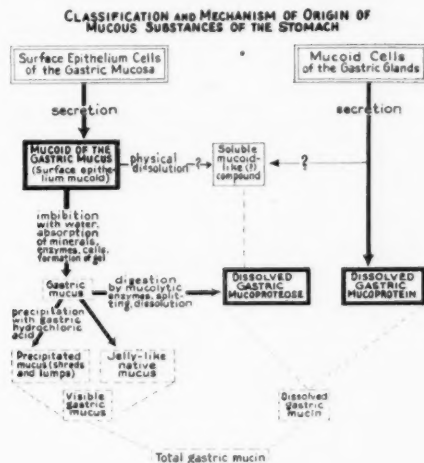 CLASSIFICATION AND MECHANISM OF ORIGIN OF
MUCOUS SUBSTANCES OF THE STOMACH
Surface Epithelium Cells
of the Gastric Mucosa
Mucoid Cells
of the Gastric Glands
secretion
secretion
MUCOID OF THE
GASTRIC MUCUS
(Surface epithe-
lium mucoid)
physical
dissolution
?
Soluble
mucoid-
like (?)
compound
?
imbibition
with water,
absorption
of minerals,
enzymes, cells,
formation of gel
Gastric
mucus
digestion
by mucolytic
enzymes, split-
ting, dissolution
DISSOLVED
GASTRIC
MUCOPROTEOSE
DISSOLVED
GASTRIC
MUCOPROTEIN
precipitation
with gastric
hydrochloric
acid
Precipitated
mucus (shreds
and lumps)
Jelly-like
native
mucus
Visible
gastric
mucus
Dissolved
gastric
mucin
Total gastric mucin